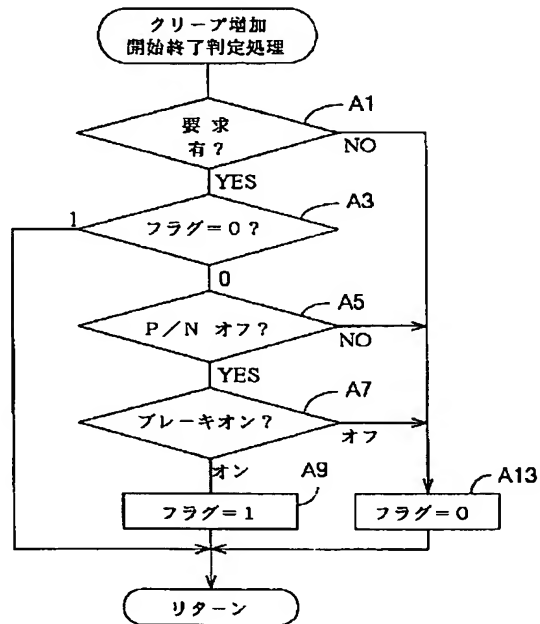 クリープ増加
開始終了判定処理
A1
要求
有?
NO
YES
A3
1
フラグ=0?
0
A5
P/N オフ?
NO
YES
A7
ブレーキオン?
オフ
オン
A9
A13
フラグ=1
フラグ=0
リターン